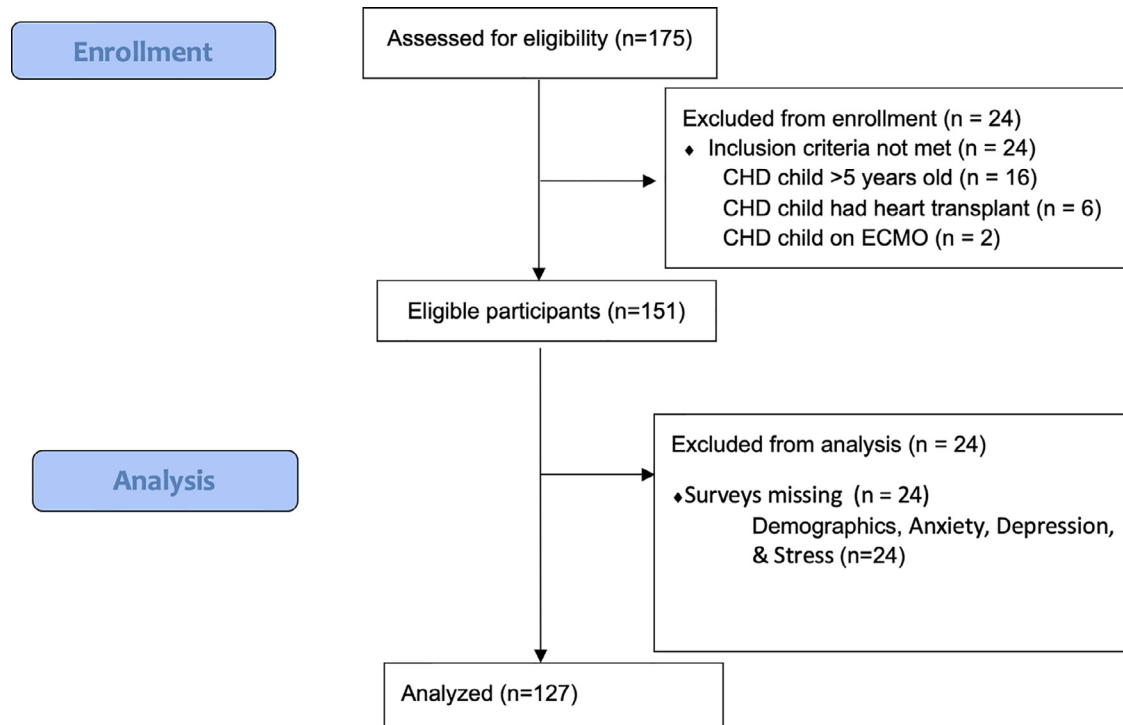 Enrollment
Assessed for eligibility (n=175)
Excluded from enrollment (n = 24)
♦ Inclusion criteria not met (n = 24)
CHD child >5 years old (n = 16)
CHD child had heart transplant (n = 6)
CHD child on ECMO (n = 2)
Eligible participants (n=151)
Analysis
Excluded from analysis (n = 24)
♦Surveys missing (n = 24)
Demographics, Anxiety, Depression,
& Stress (n=24)
Analyzed (n=127)